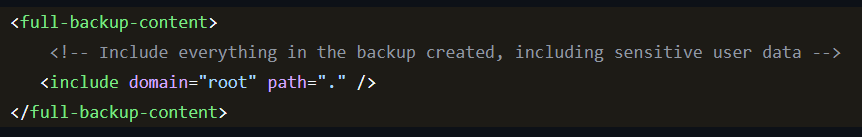 <full-backup-content>
<!-- Include everything in the backup created, including sensitive user data -->
<include domain="root" path="." />
</full-backup-content>